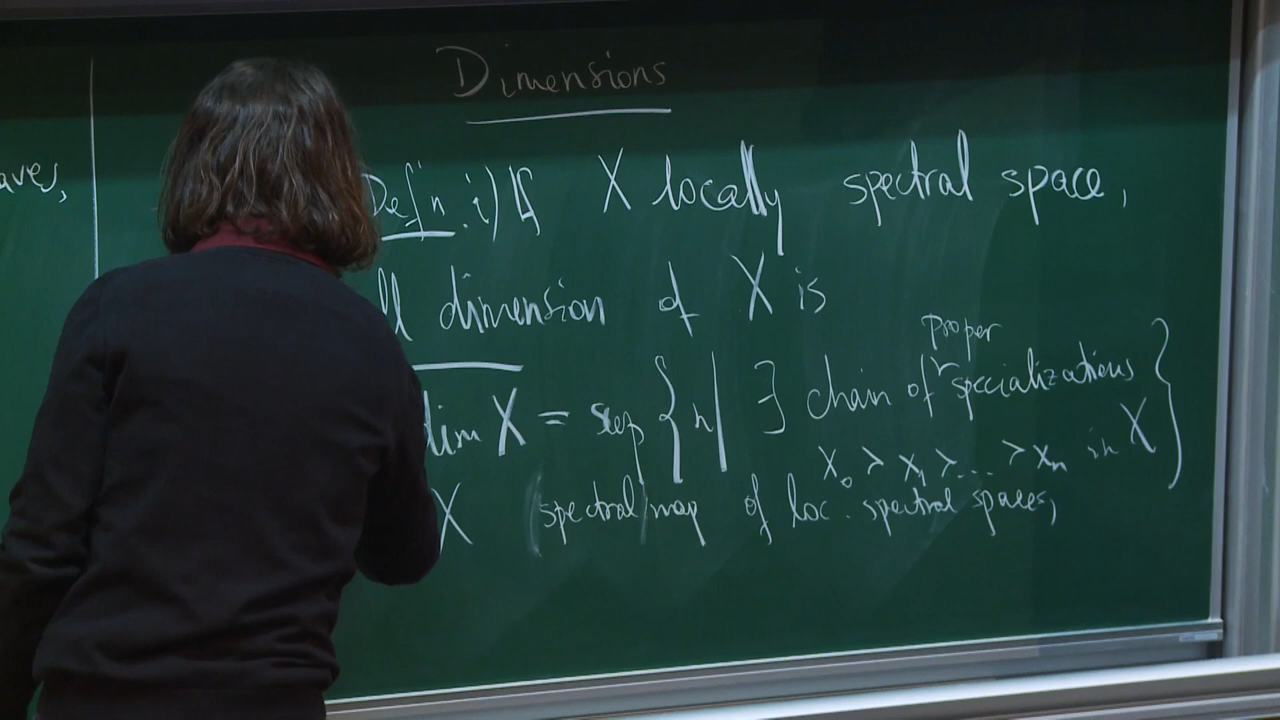 Dimensions
aves,
Def'n. i) If X locally spectral space,
dimension of X is
proper
dim X = sup { n | ∃ chain of specializations
x₀ > x₁ > ... > xₙ in X }
X spectral map of loc. spectral spaces,